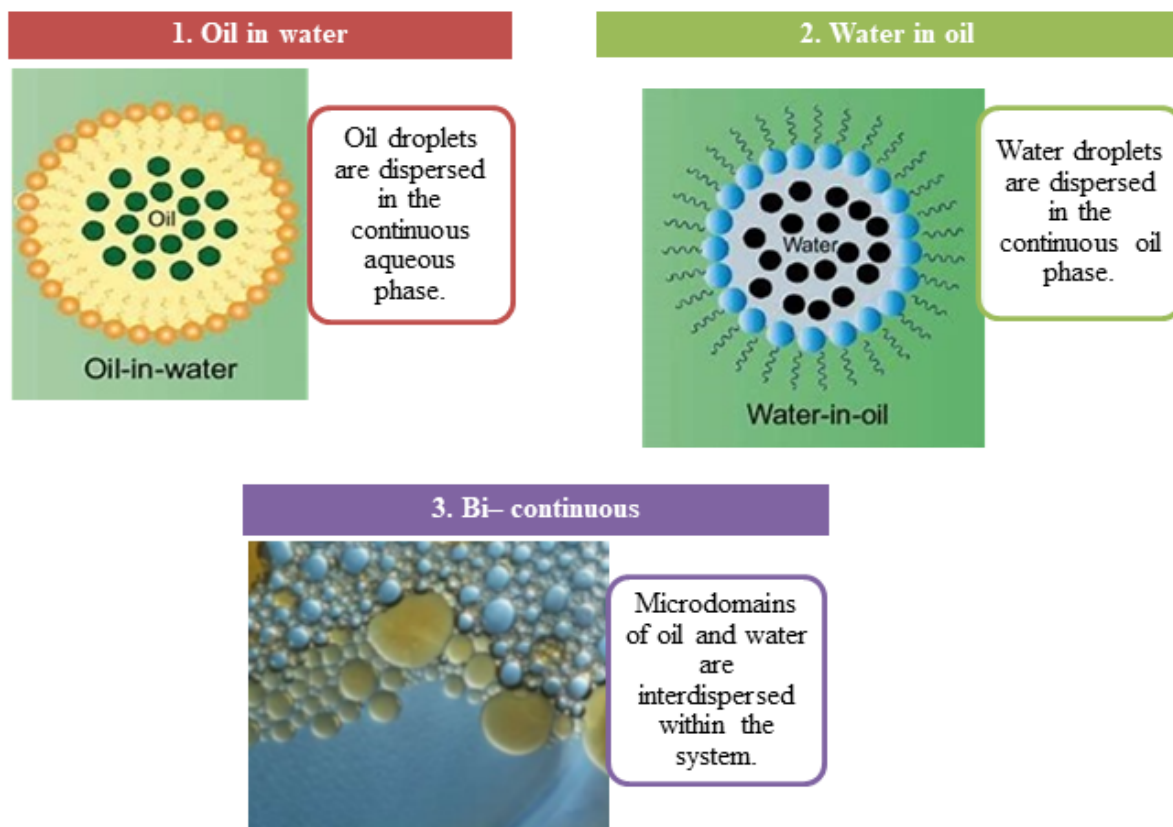 1. Oil in water
Oil
Oil-in-water
Oil droplets
are dispersed
in the
continuous
aqueous
phase.
2. Water in oil
Water
Water-in-oil
Water droplets
are dispersed
in the
continuous oil
phase.
3. Bi– continuous
Microdomains
of oil and water
are
interdispersed
within the
system.